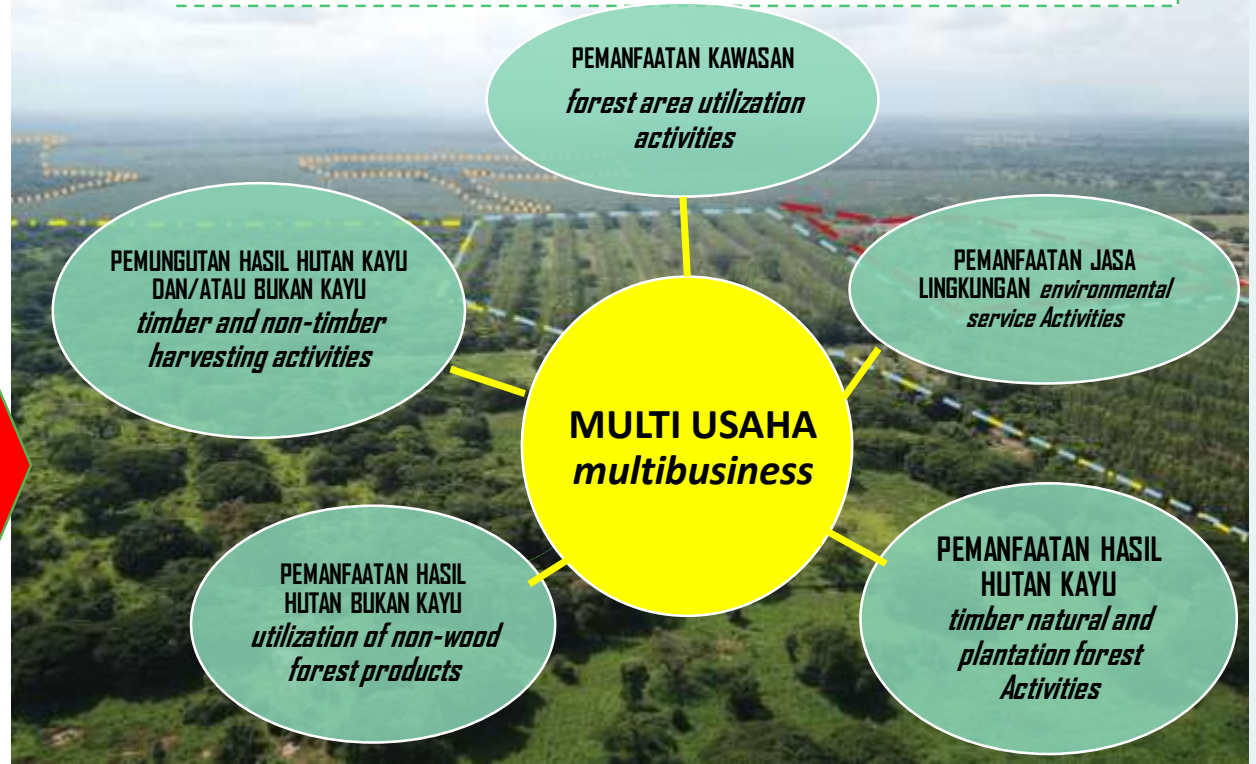 PEMANFAATAN KAWASAN
forest area utilization
activities
PEMUNGUTAN HASIL HUTAN KAYU
DAN/ATAU BUKAN KAYU
timber and non-timber
harvesting activities
PEMANFAATAN JASA
LINGKUNGAN environmental
service Activities
MULTI USAHA
multibusiness
PEMANFAATAN HASIL
HUTAN BUKAN KAYU
utilization of non-wood
forest products
PEMANFAATAN HASIL
HUTAN KAYU
timber natural and
plantation forest
Activities